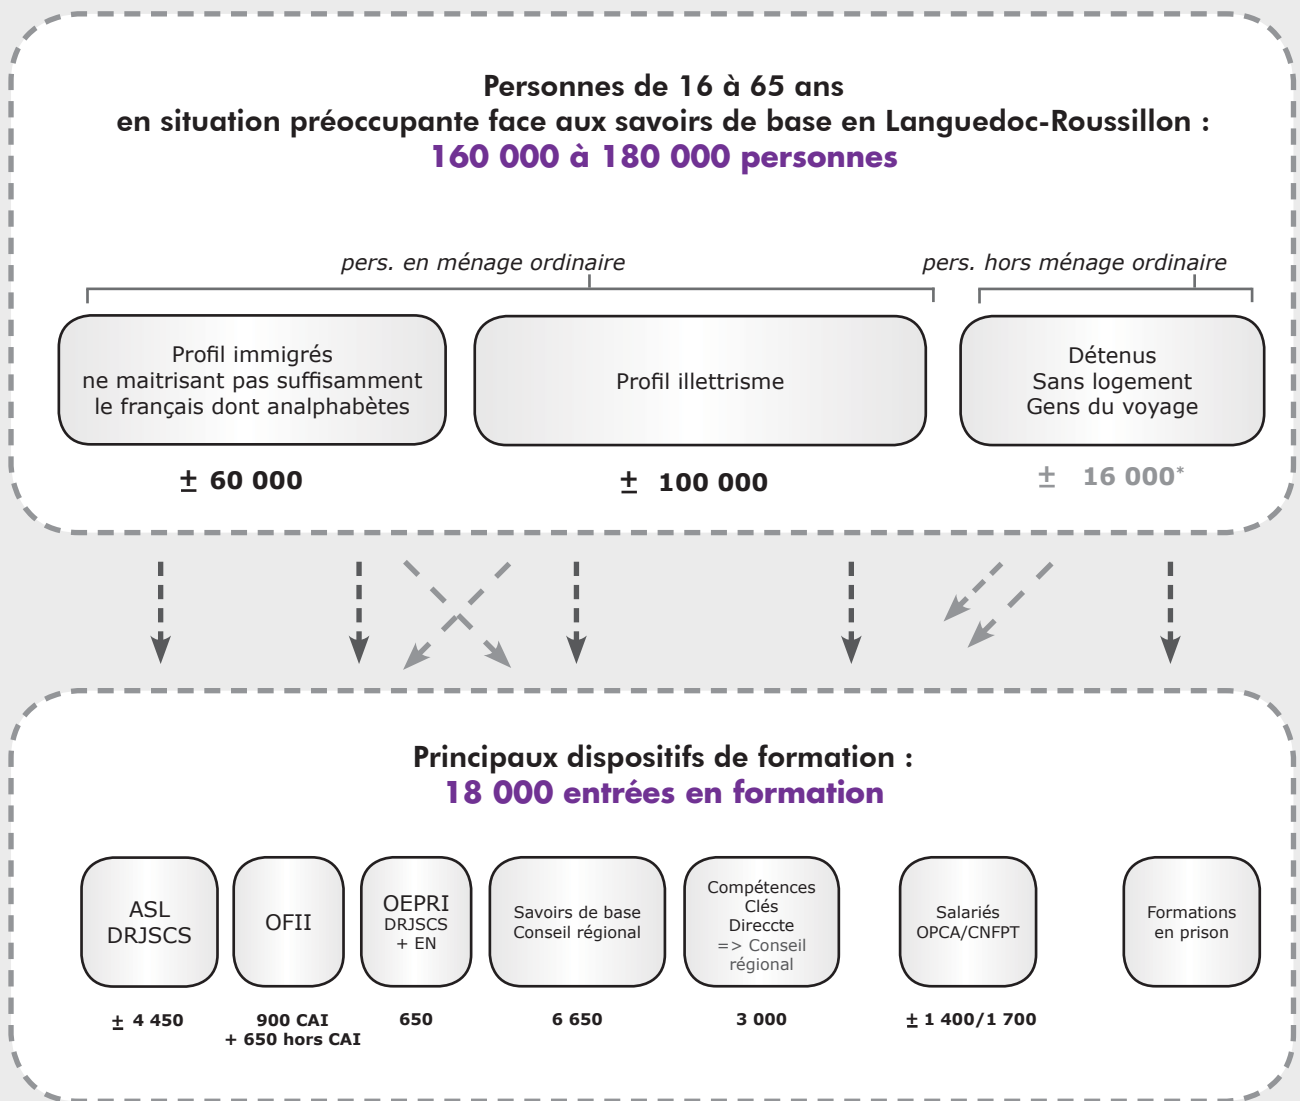 Personnes de 16 à 65 ans
en situation préoccupante face aux savoirs de base en Languedoc-Roussillon :
160 000 à 180 000 personnes
pers. en ménage ordinaire
pers. hors ménage ordinaire
Profil immigrés
ne maitrisant pas suffisamment
le français dont analphabètes
Profil illettrisme
Détenus
Sans logement
Gens du voyage
± 60 000
± 100 000
± 16 000*
Principaux dispositifs de formation :
18 000 entrées en formation
ASL
DRJSCS
OFII
OEPRI
DRJSCS
+ EN
Savoirs de base
Conseil régional
Compétences
Clés
Direccte
=> Conseil
régional
Salariés
OPCA/CNFPT
Formations
en prison
± 4 450
900 CAI
+ 650 hors CAI
650
6 650
3 000
± 1 400/1 700